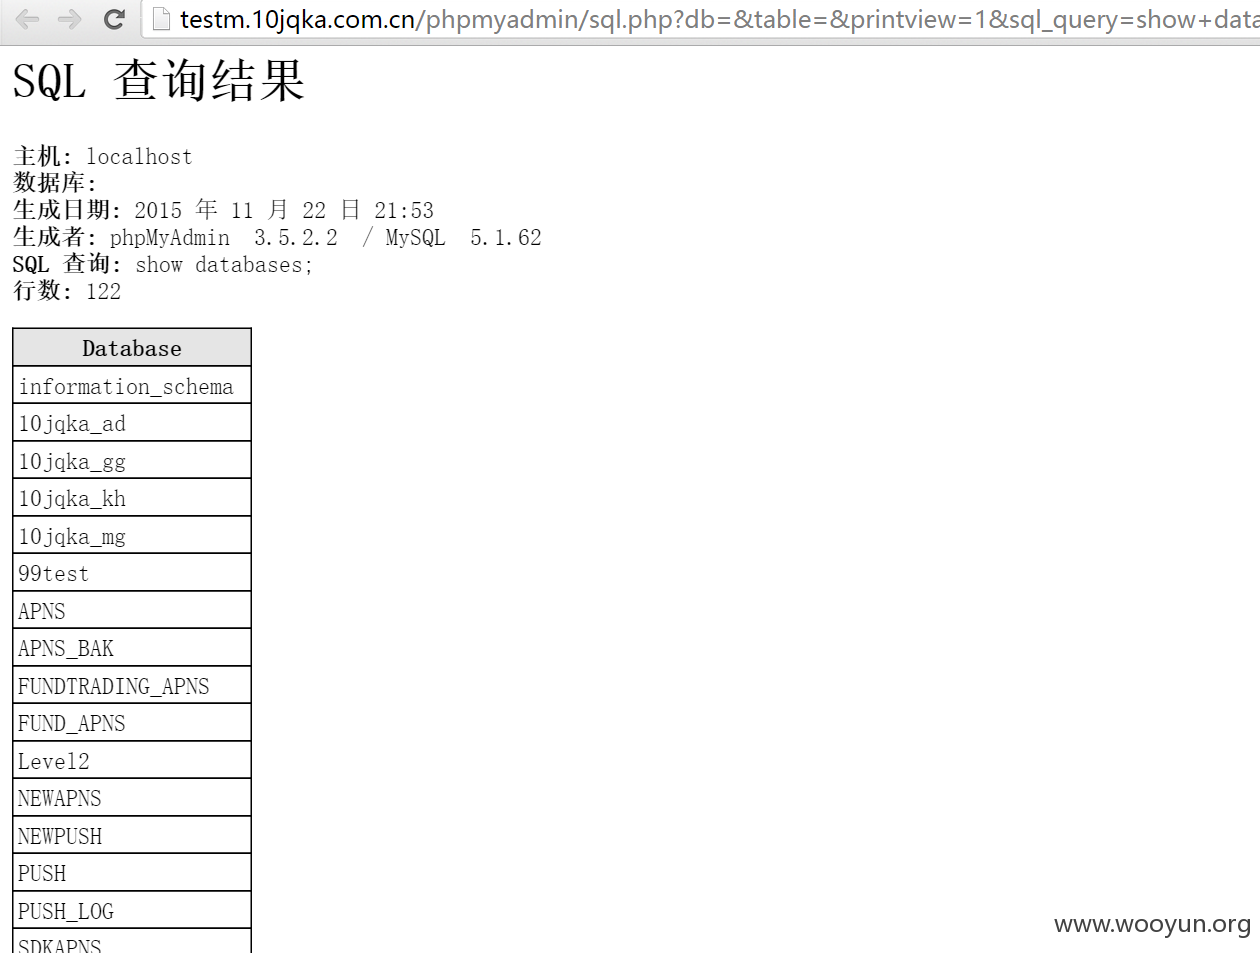 testm.10jqka.com.cn/phpmyadmin/sql.php?db=&table=&printview=1&sql_query=show+data
SQL 查询结果
主机: localhost
数据库:
生成日期: 2015 年 11 月 22 日 21:53
生成者: phpMyAdmin 3.5.2.2 / MySQL 5.1.62
SQL 查询: show databases;
行数: 122
Database
information_schema
10jqka_ad
10jqka_gg
10jqka_kh
10jqka_mg
99test
APNS
APNS_BAK
FUNDTRADING_APNS
FUND_APNS
Level2
NEWAPNS
NEWPUSH
PUSH
PUSH_LOG
SDKAPNS
www.wooyun.org